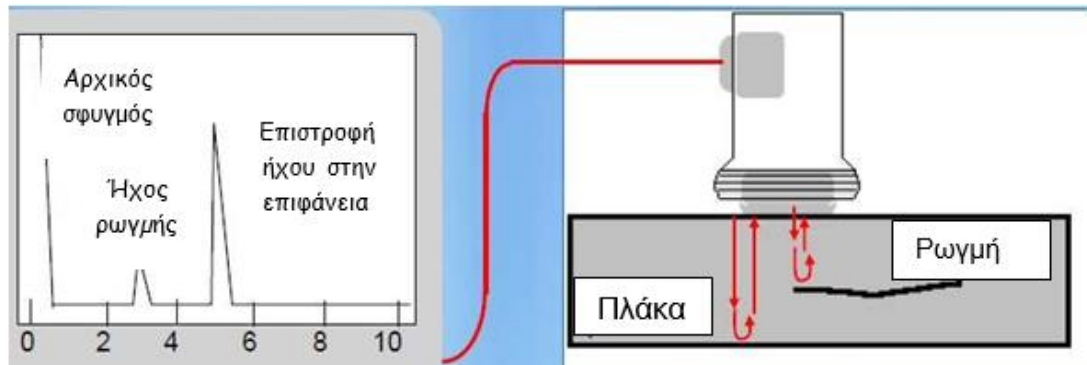 Αρχικός
σφυγμός
Ήχος
ρωγμής
Επιστροφή
ήχου στην
επιφάνεια
0 2 4 6 8 10
Ρωγμή
Πλάκα